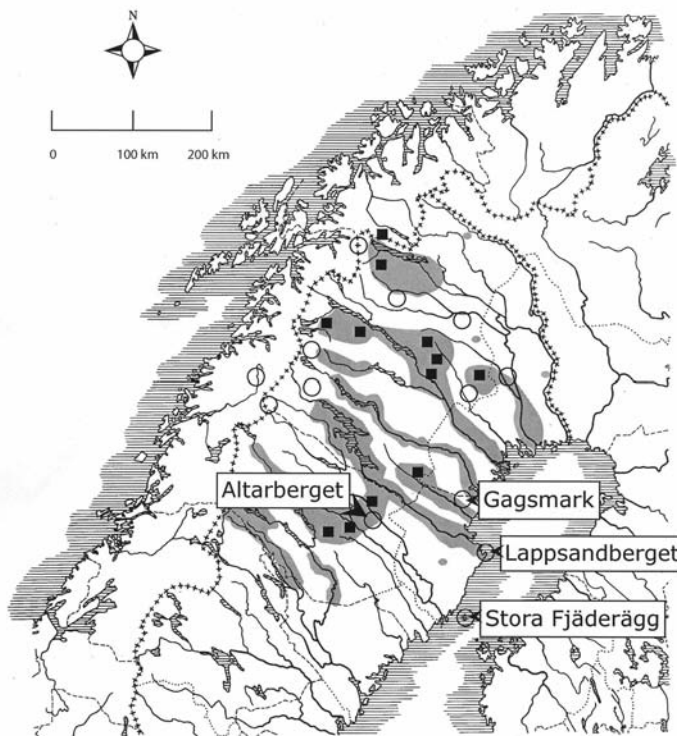 N
0 100 km 200 km
Altarberget
Gagsmark
Lappsandberget
Stora Fjäderägg